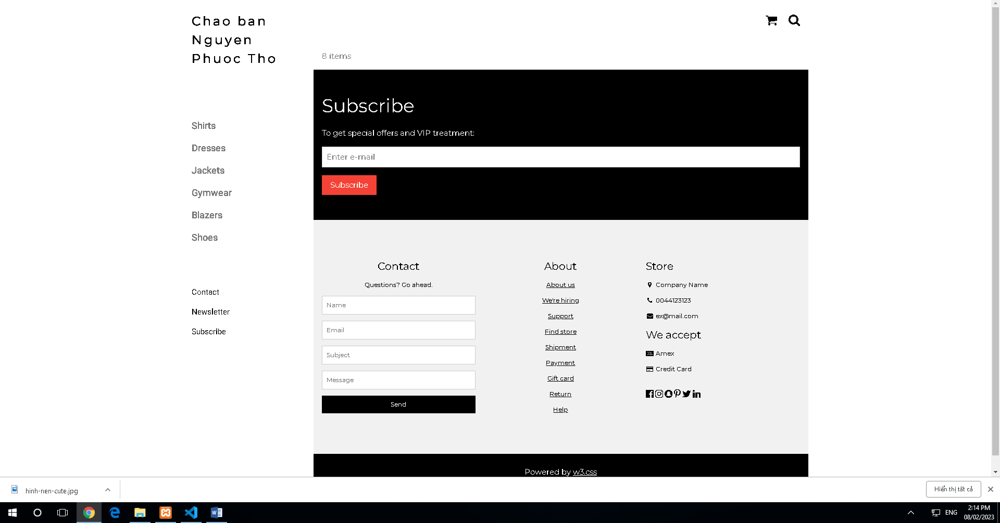 Chao ban
Nguyen
Phuoc Tho
8 items
Shirts
Dresses
Jackets
Gymwear
Blazers
Shoes
Contact
Newsletter
Subscribe
Subscribe
To get special offers and VIP treatment:
Enter e-mail
Subscribe
Contact
Questions? Go ahead.
Name
Email
Subject
Message
Send
About
About us
We're hiring
Support
Find store
Shipment
Payment
Gift card
Return
Help
Store
Company Name
0044123123
ex@mail.com
We accept
Amex
Credit Card
Powered by w3.css
hinh-nen-cute.jpg
Hiển thị tất cả
ENG
2:14 PM
08/02/2023